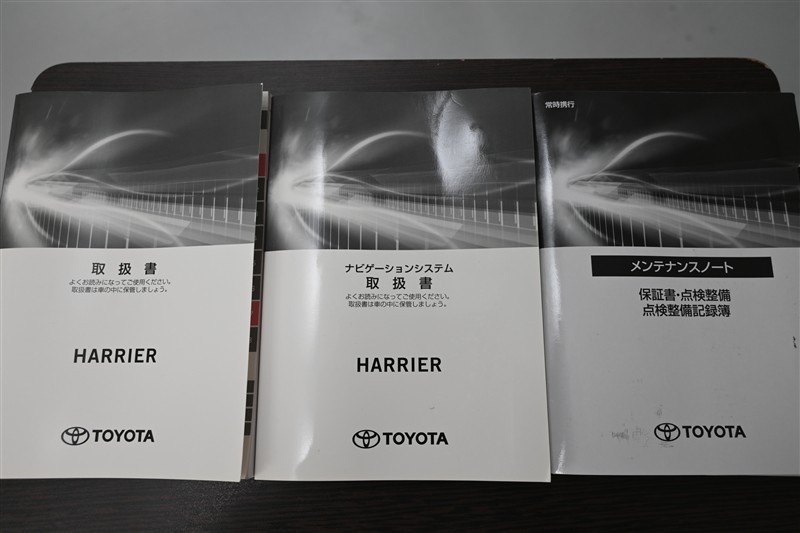 取扱書
よくお読みになってご使用ください。
取扱書は車の中に保管しましょう。
HARRIER
TOYOTA
ナビゲーションシステム
取扱書
よくお読みになってご使用ください。
取扱書は車の中に保管しましょう。
HARRIER
TOYOTA
常時携行
メンテナンスノート
保証書・点検整備
点検整備記録簿
TOYOTA